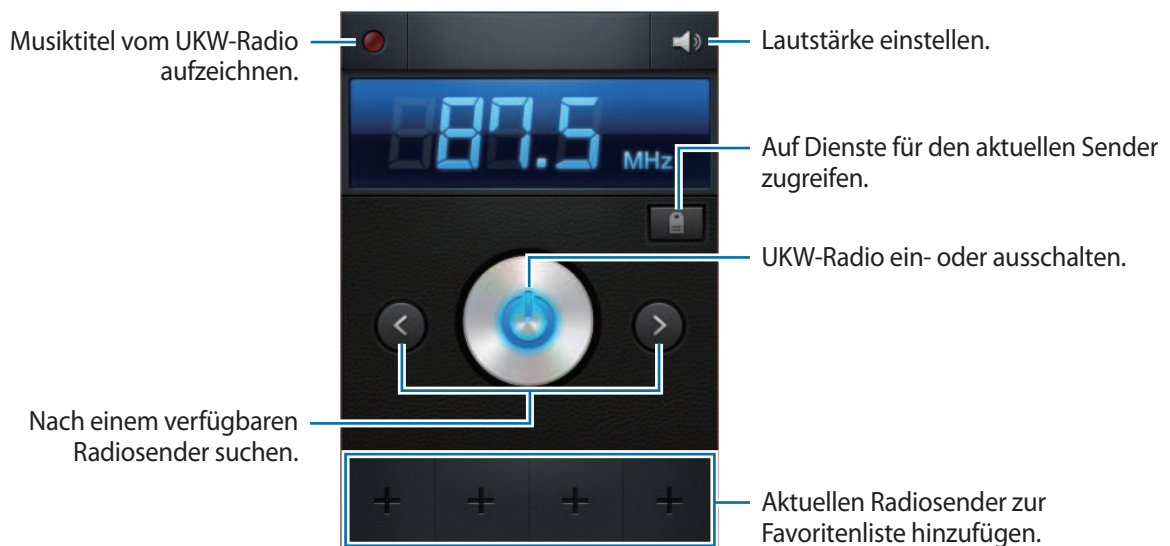 Musiktitel vom UKW-Radio
aufzeichnen.
Lautstärke einstellen.
87.5 MHz
Auf Dienste für den aktuellen Sender
zugreifen.
UKW-Radio ein- oder ausschalten.
Nach einem verfügbaren
Radiosender suchen.
Aktuellen Radiosender zur
Favoritenliste hinzufügen.